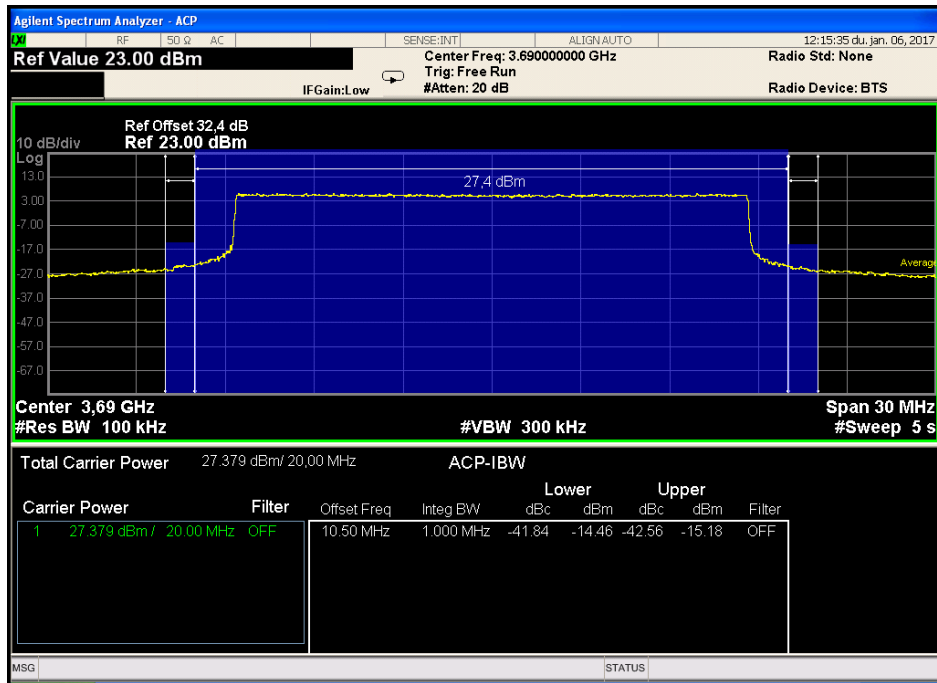 Agilent Spectrum Analyzer - ACP
LXI RF 50 Ω AC SENSE:INT ALIGN AUTO 12:15:35 du. jan. 06, 2017
Ref Value 23.00 dBm Center Freq: 3.690000000 GHz Radio Std: None
Trig: Free Run
IFGain:Low #Atten: 20 dB Radio Device: BTS
Ref Offset 32,4 dB
10 dB/div Ref 23.00 dBm
Log
13.0
27,4 dBm
3.00
-7.00
-17.0
Average
-27.0
-37.0
-47.0
-57.0
-67.0
Center 3,69 GHz Span 30 MHz
#Res BW 100 kHz #VBW 300 kHz #Sweep 5 s
Total Carrier Power 27.379 dBm/ 20,00 MHz ACP-IBW
Lower Upper
Carrier Power Filter Offset Freq Integ BW dBc dBm dBc dBm Filter
1 27.379 dBm / 20.00 MHz OFF 10.50 MHz 1.000 MHz -41.84 -14.46 -42.56 -15.18 OFF
MSG STATUS